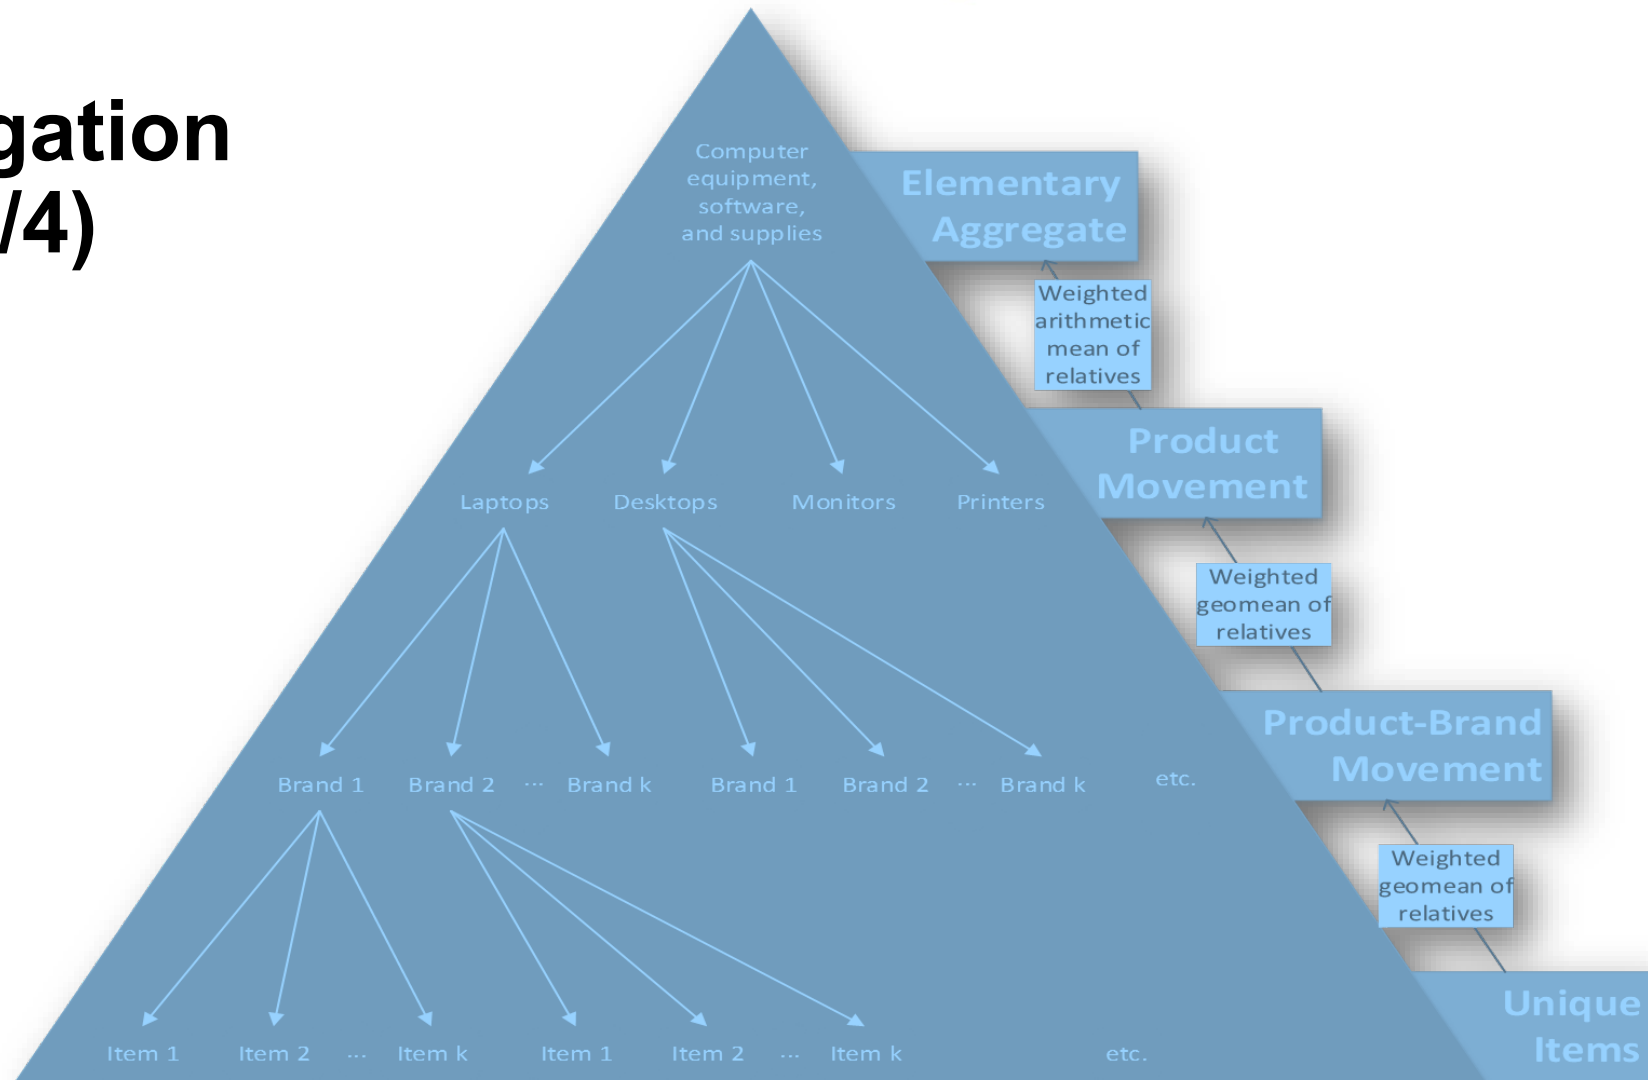 gation
/4)
Computer
equipment,
software,
and supplies
Elementary
Aggregate
Weighted
arithmetic
mean of
relatives
Product
Movement
Laptops Desktops Monitors Printers
Weighted
geomean of
relatives
Product-Brand
Movement
Brand 1 Brand 2 ... Brand k Brand 1 Brand 2 ... Brand k etc.
Weighted
geomean of
relatives
Unique
Items
Item 1 Item 2 ... Item k Item 1 Item 2 ... Item k etc.